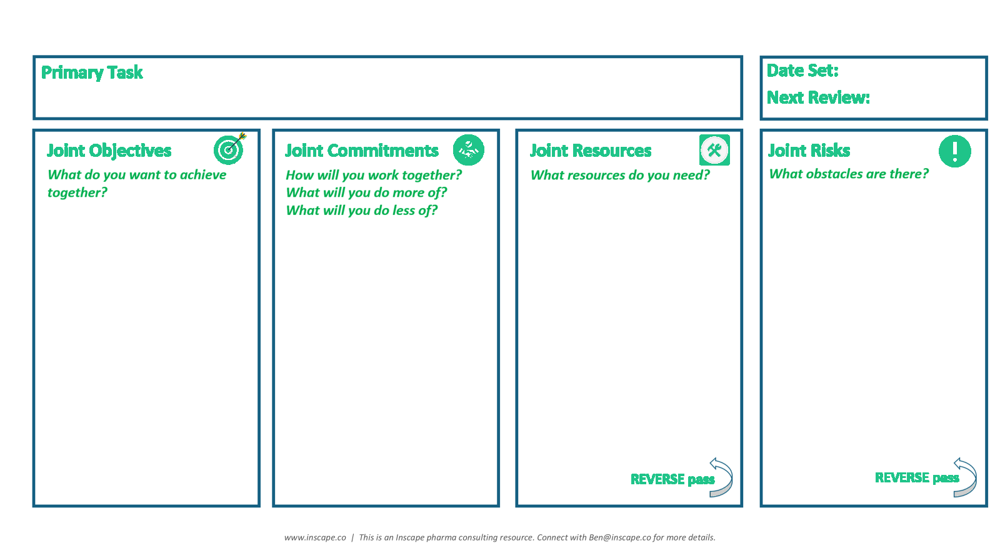 Primary Task
Date Set:
Next Review:
Joint Objectives
What do you want to achieve
together?
Joint Commitments
How will you work together?
What will you do more of?
What will you do less of?
Joint Resources
What resources do you need?
REVERSE pass
Joint Risks
What obstacles are there?
REVERSE pass
www.inscape.co | This is an Inscape pharma consulting resource. Connect with Ben@inscape.co for more details.